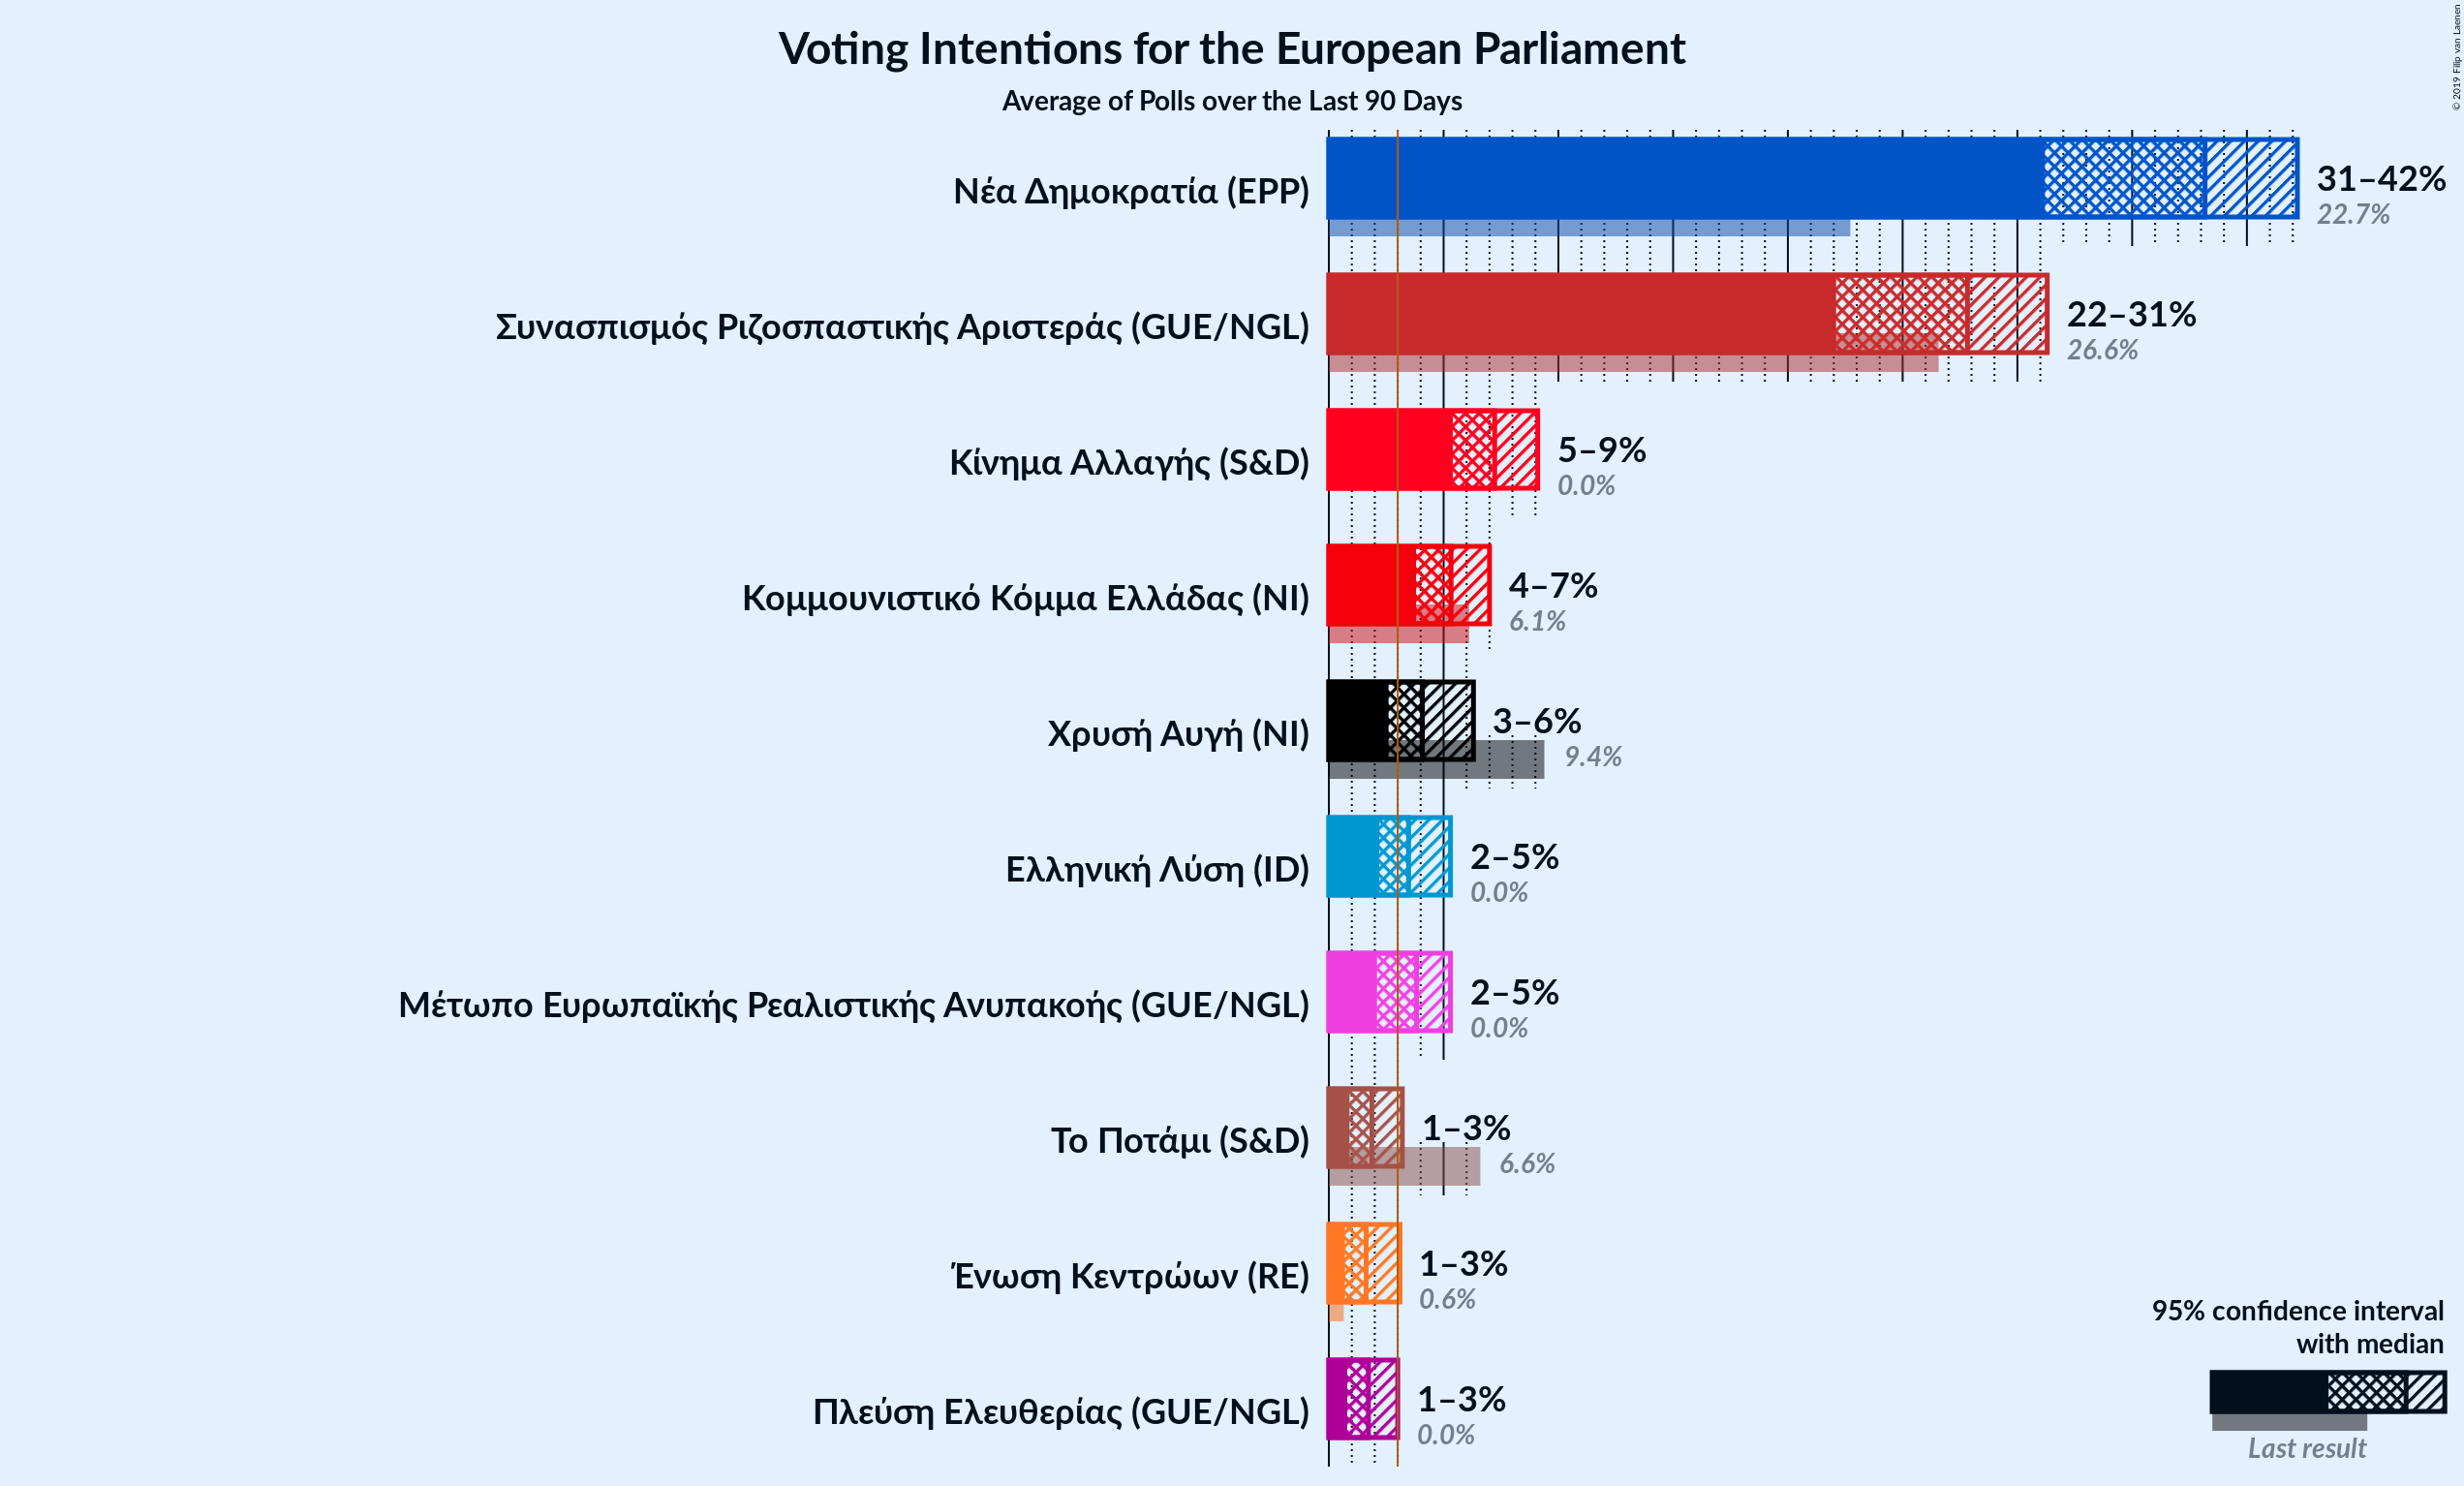 © 2019 Filip van Laenen
Voting Intentions for the European Parliament
Average of Polls over the Last 90 Days
Νέα Δημοκρατία (EPP)
31–42%
22.7%
Συνασπισμός Ριζοσπαστικής Αριστεράς (GUE/NGL)
22–31%
26.6%
Κίνημα Αλλαγής (S&D)
5–9%
0.0%
Κομμουνιστικό Κόμμα Ελλάδας (NI)
4–7%
6.1%
Χρυσή Αυγή (NI)
3–6%
9.4%
Ελληνική Λύση (ID)
2–5%
0.0%
Μέτωπο Ευρωπαϊκής Ρεαλιστικής Ανυπακοής (GUE/NGL)
2–5%
0.0%
Το Ποτάμι (S&D)
1–3%
6.6%
Ένωση Κεντρώων (RE)
1–3%
0.6%
Πλεύση Ελευθερίας (GUE/NGL)
1–3%
0.0%
95% confidence interval
with median
Last result